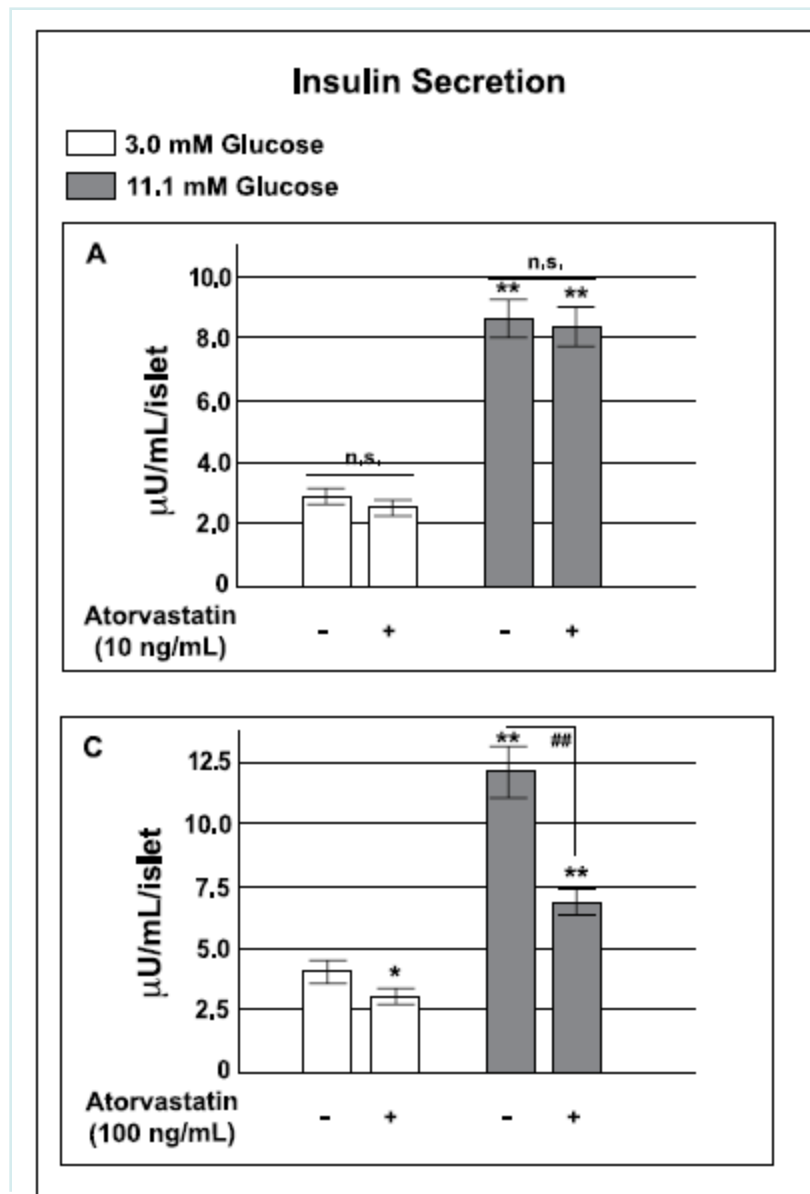 Insulin Secretion
3.0 mM Glucose
11.1 mM Glucose
A
10.0
8.0
6.0
4.0
2.0
0
μU/mL/islet
n.s.
n.s.
** **
Atorvastatin
(10 ng/mL)
- + - +
C
12.5
10.0
7.5
5.0
2.5
0
μU/mL/islet
*
**
##
**
Atorvastatin
(100 ng/mL)
- + - +